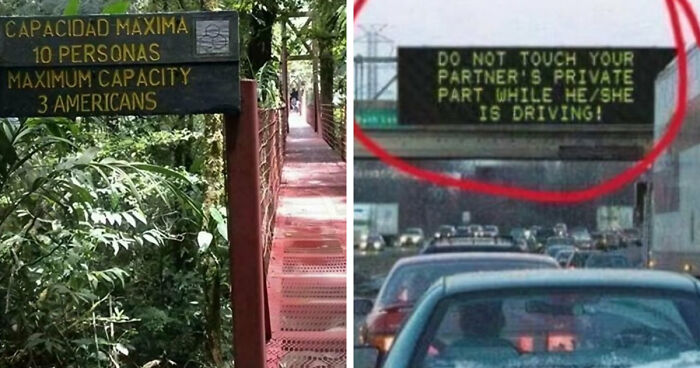 CAPACIDAD MAXIMA
10 PERSONAS
MAXIMUM CAPACITY
3 AMERICANS
DO NOT TOUCH YOUR
PARTNER'S PRIVATE
PART WHILE HE/SHE
IS DRIVING!